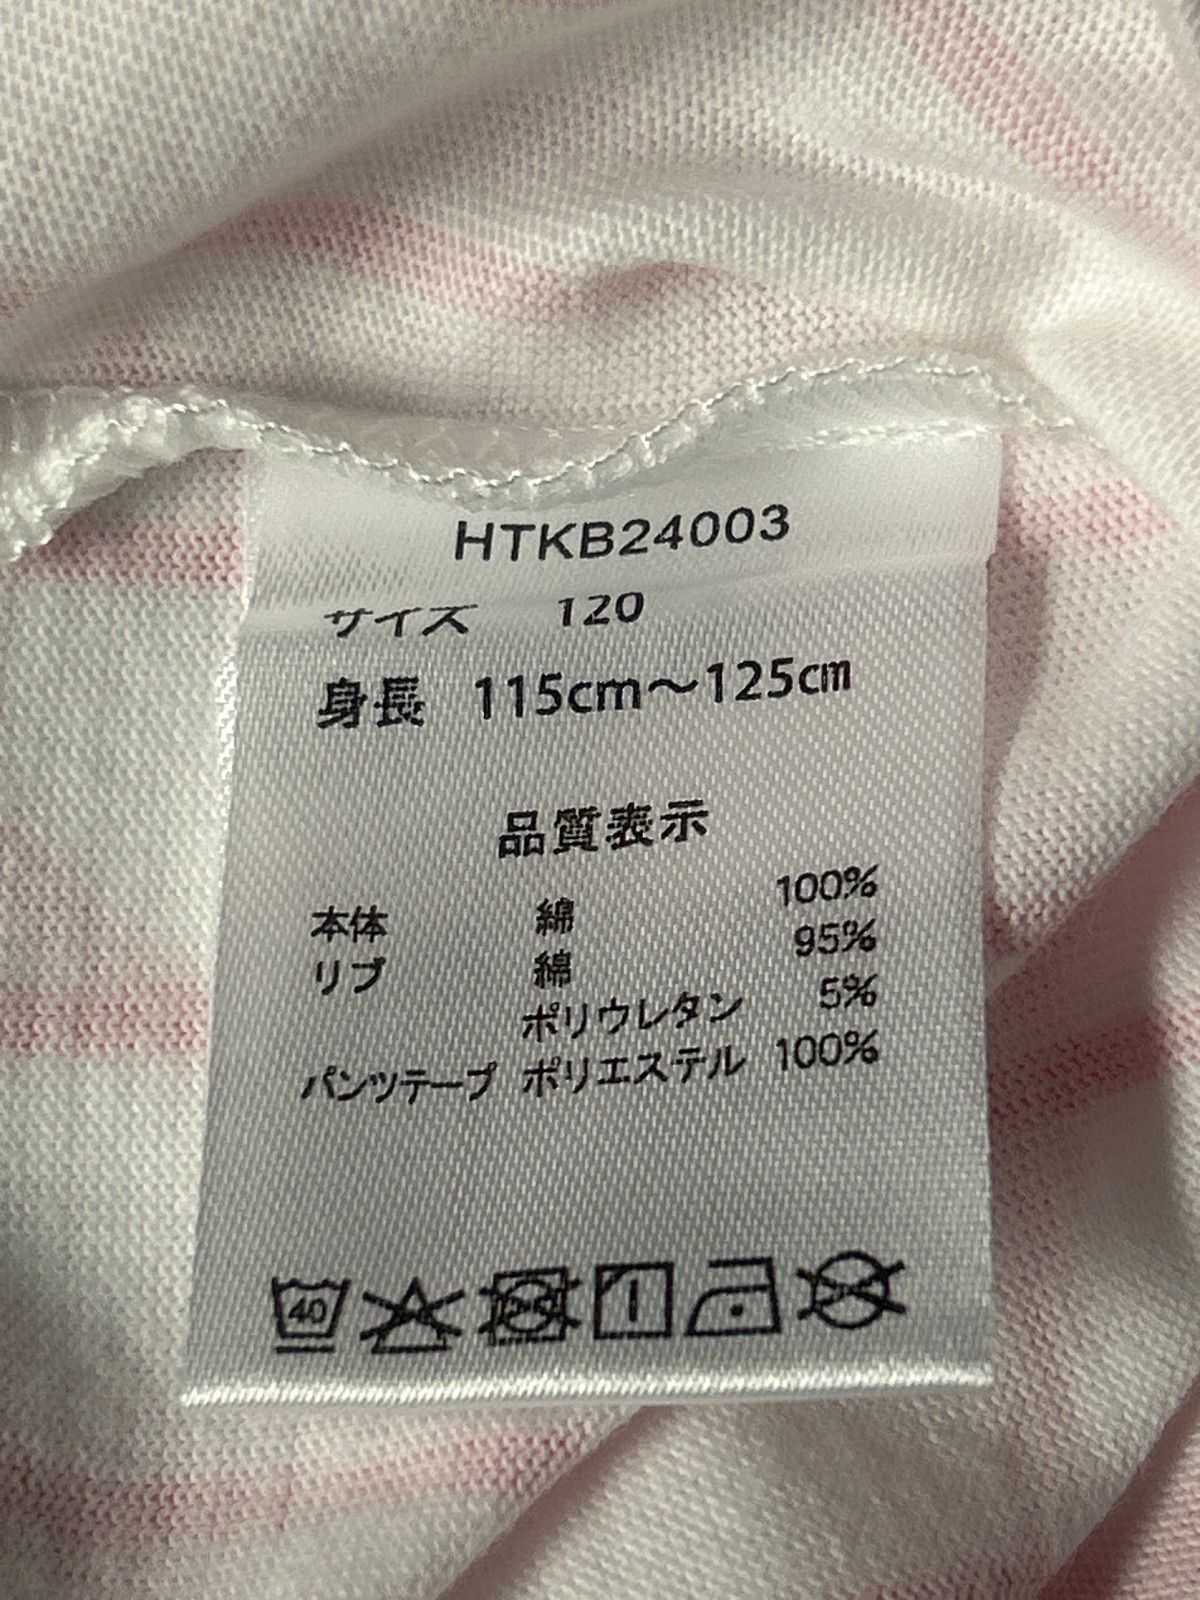 HTKB24003
サイズ 120
身長 115cm～125cm
品質表示
本体 綿 100%
リブ 綿 95%
ポリウレタン 5%
パンツテープ ポリエステル 100%
40